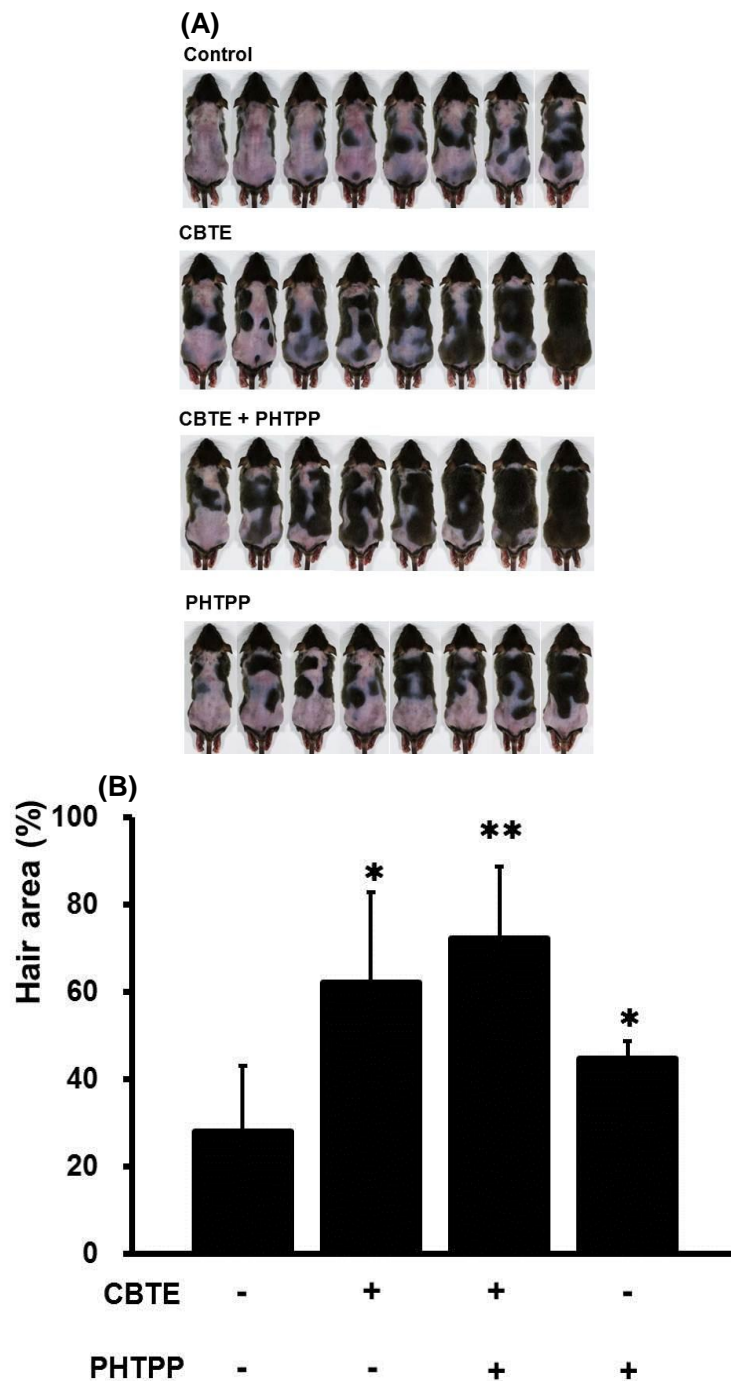 (A)
Control
CBTE
CBTE + PHTPP
PHTPP
(B)
Hair area (%)
100
80
60
40
20
0
*
**
*
CBTE - + + -
PHTPP - - + +